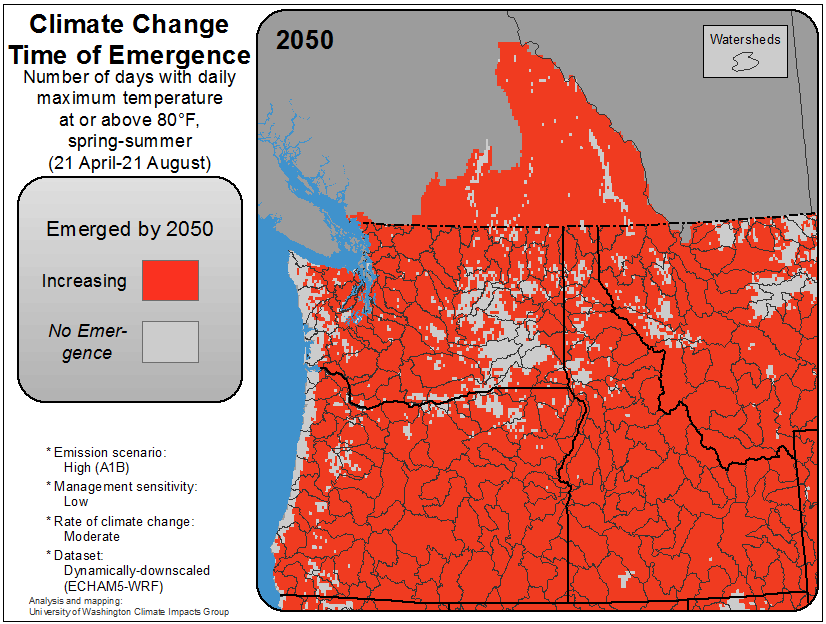 Climate Change
Time of Emergence
Number of days with daily
maximum temperature
at or above 80°F,
spring-summer
(21 April-21 August)
Emerged by 2050
Increasing
No Emer-
gence
* Emission scenario:
High (A1B)
* Management sensitivity:
Low
* Rate of climate change:
Moderate
* Dataset:
Dynamically-downscaled
(ECHAM5-WRF)
Analysis and mapping:
University of Washington Climate Impacts Group
2050
Watersheds